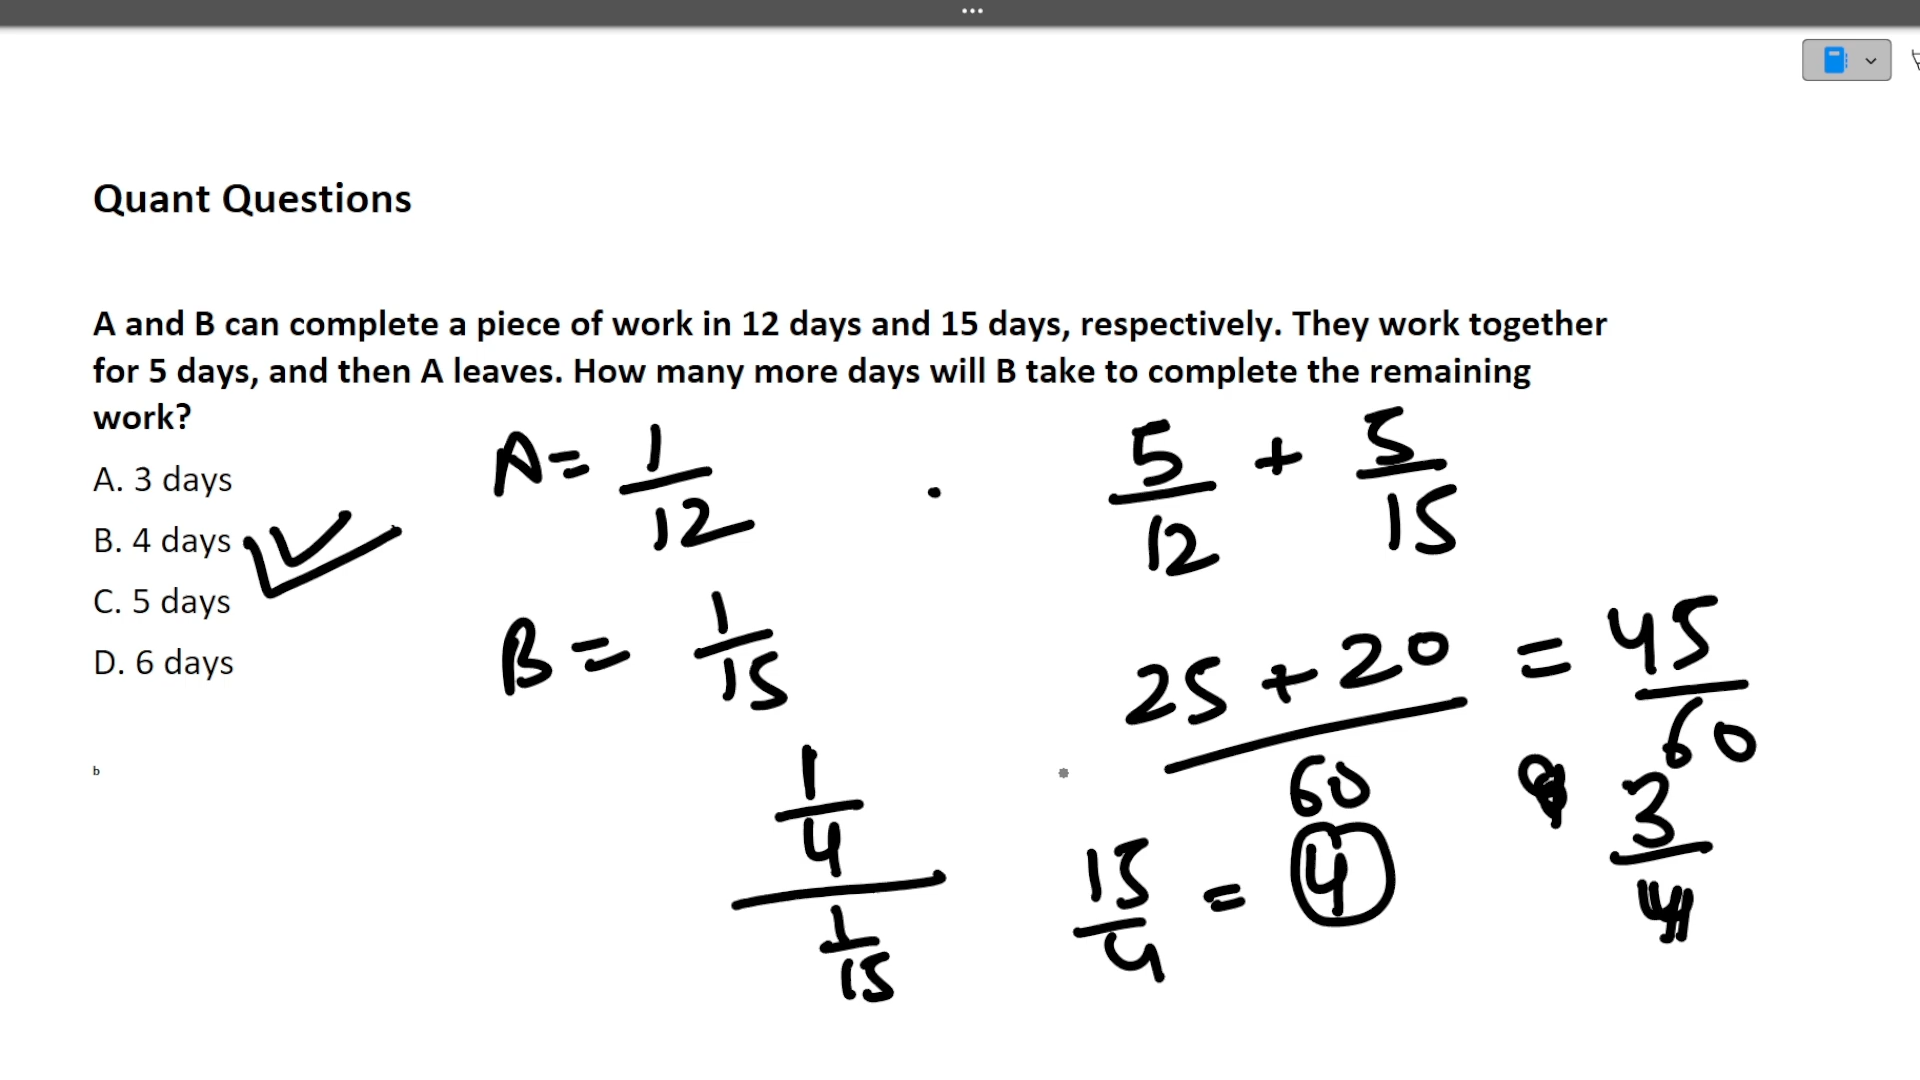 Quant Questions
A and B can complete a piece of work in 12 days and 15 days, respectively. They work together
for 5 days, and then A leaves. How many more days will B take to complete the remaining
work?
A. 3 days
B. 4 days
C. 5 days
D. 6 days
b
A = 1/12
B = 1/15
5/12 + 5/15
25 + 20 / 60 = 45/60
3/4
1/4 / 1/15
15/4 = 4